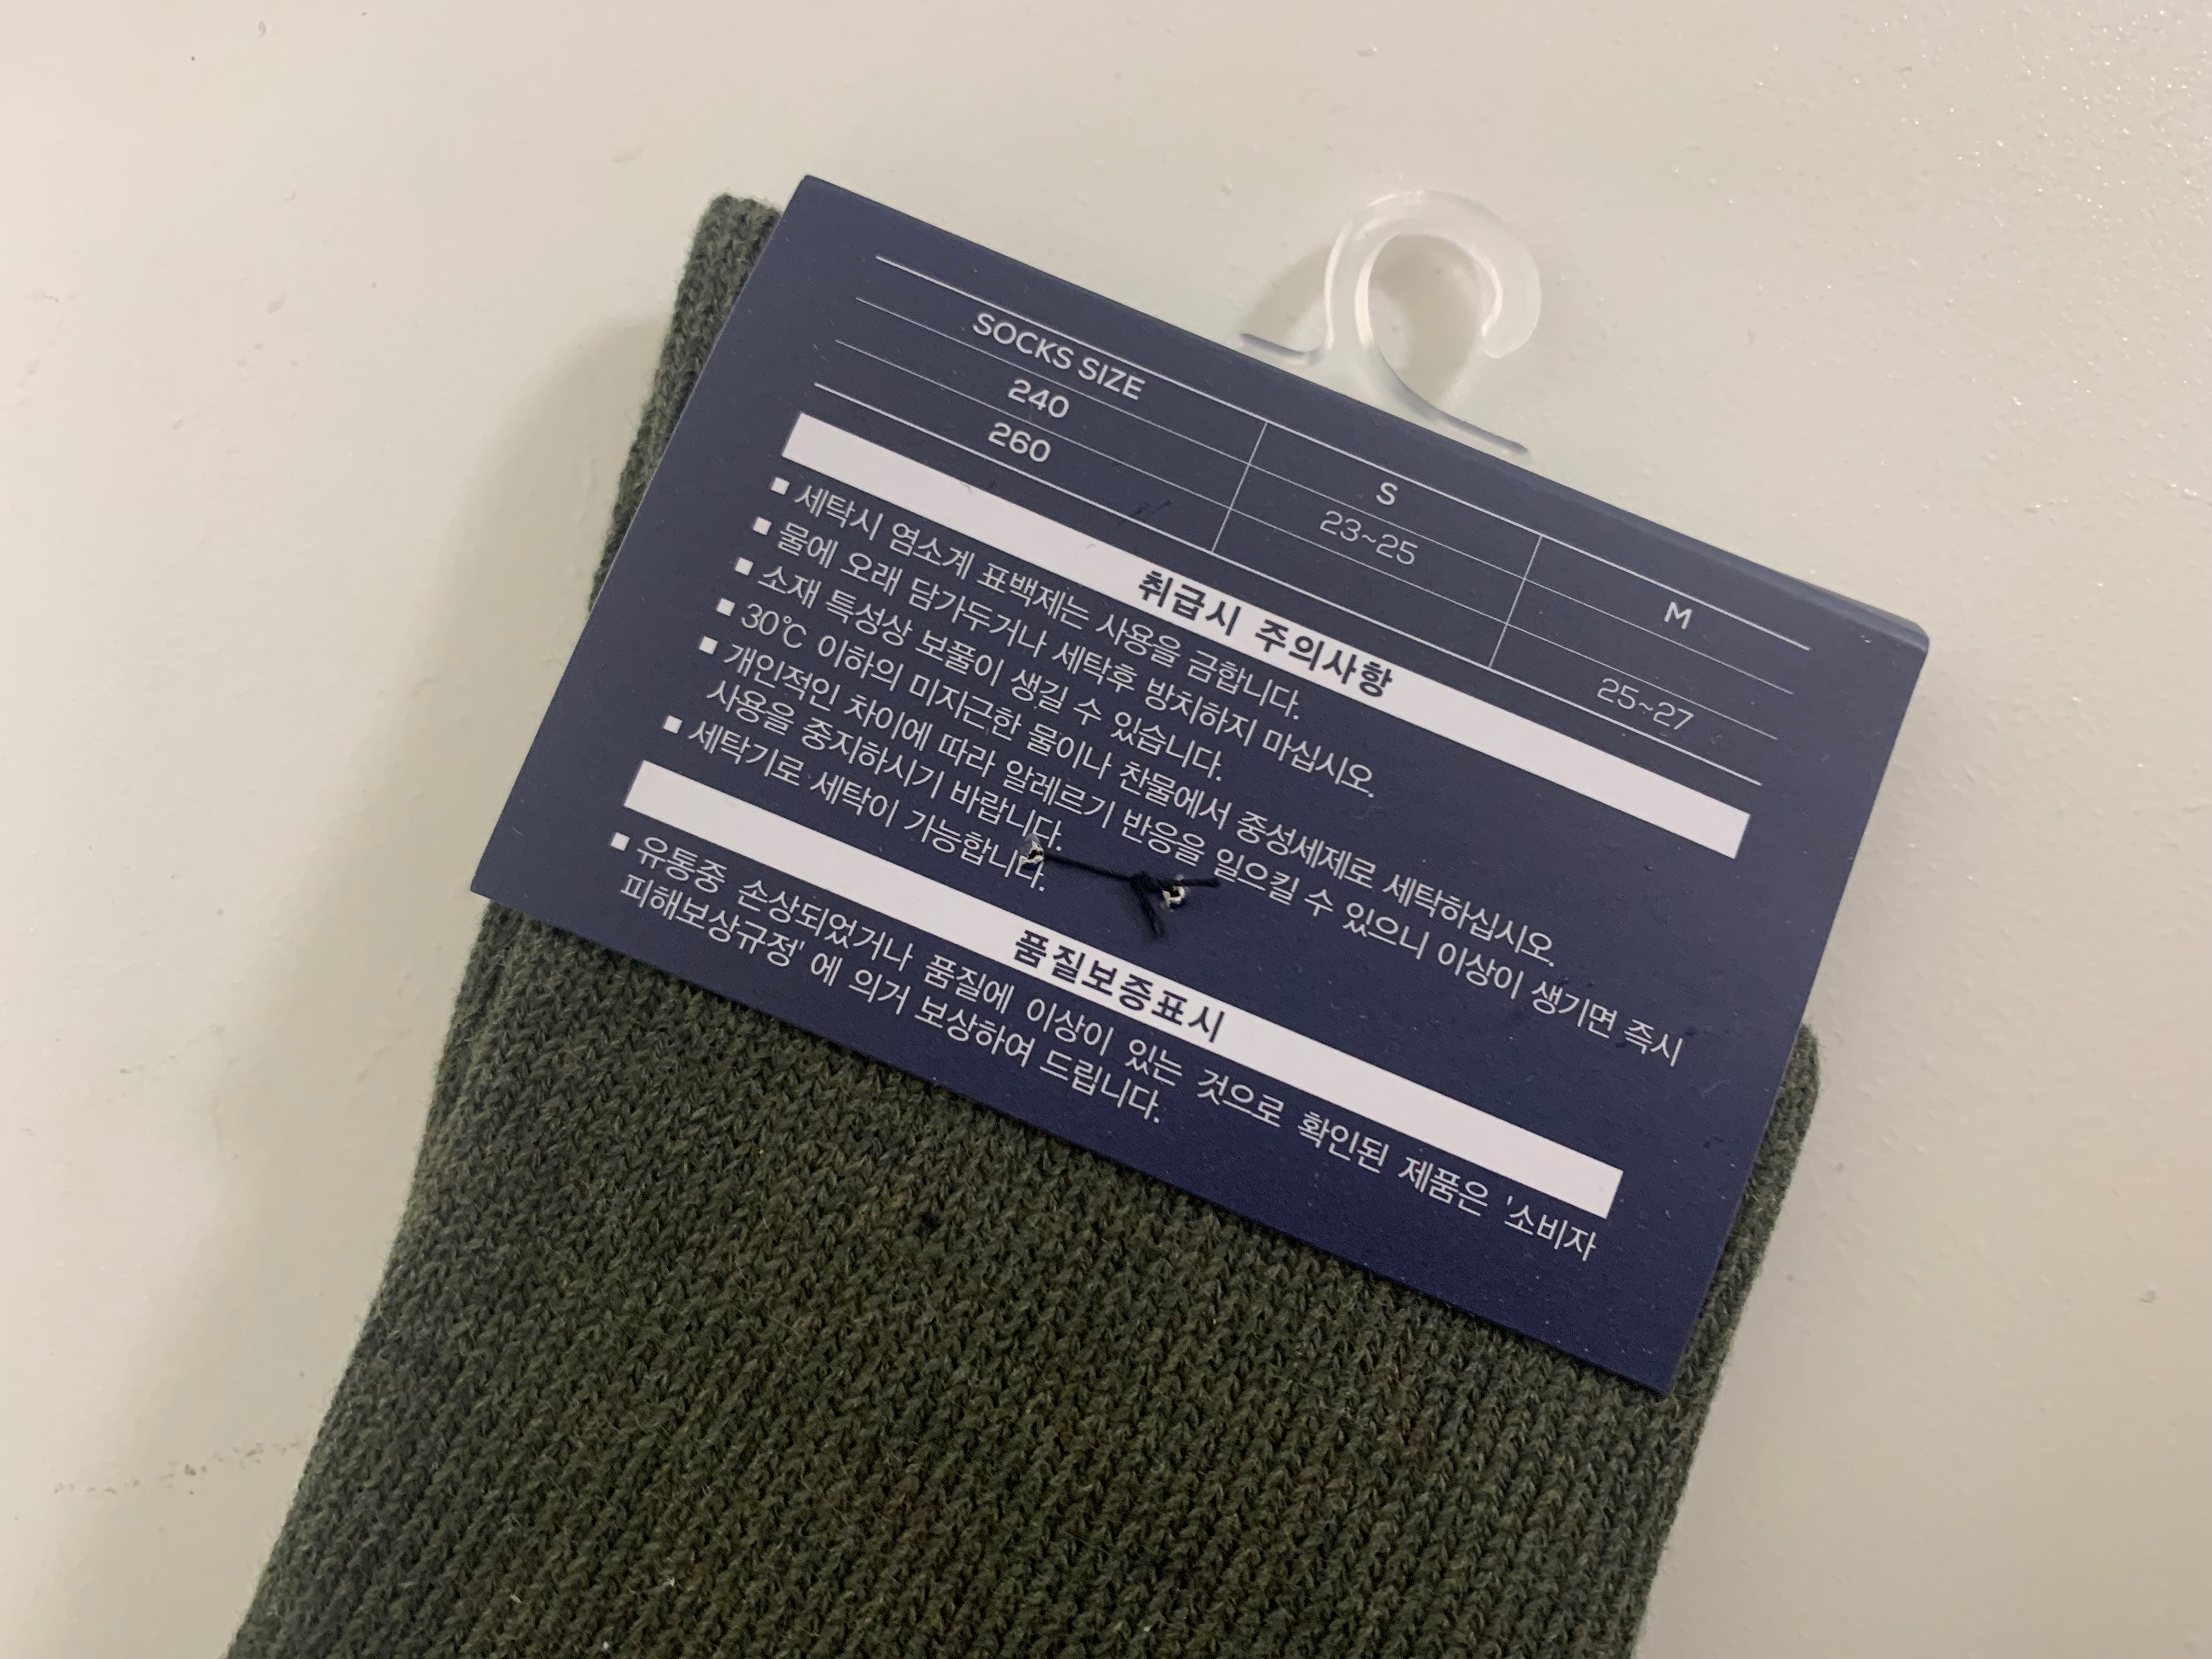 SOCKS SIZE S M
240 23~25
260 25~27
취급시 주의사항
▪ 세탁시 염소계 표백제는 사용을 금합니다.
▪ 물에 오래 담가두거나 세탁후 방치하지 마십시오.
▪ 소재 특성상 보풀이 생길 수 있습니다.
▪ 30℃ 이하의 미지근한 물이나 찬물에서 중성세제로 세탁하십시오.
▪ 개인적인 차이에 따라 알레르기 반응을 일으킬 수 있으니 이상이 생기면 즉시
사용을 중지하시기 바랍니다.
▪ 세탁기로 세탁이 가능합니다.
품질보증표시
▪ 유통중 손상되었거나 품질에 이상이 있는 것으로 확인된 제품은 '소비자
피해보상규정' 에 의거 보상하여 드립니다.